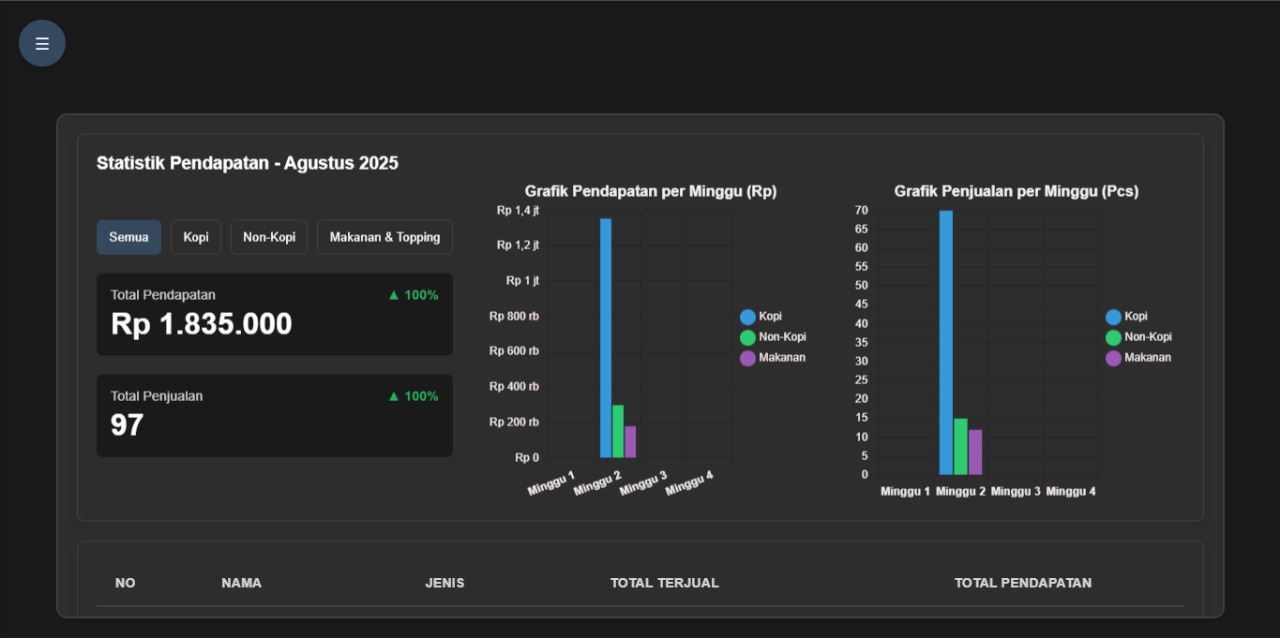 Statistik Pendapatan - Agustus 2025
Semua
Kopi
Non-Kopi
Makanan & Topping
Total Pendapatan
▲ 100%
Rp 1.835.000
Total Penjualan
▲ 100%
97
Grafik Pendapatan per Minggu (Rp)
Rp 1,4 jt
Rp 1,2 jt
Rp 1 jt
Rp 800 rb
Rp 600 rb
Rp 400 rb
Rp 200 rb
Rp 0
Minggu 1
Minggu 2
Minggu 3
Minggu 4
Kopi
Non-Kopi
Makanan
Grafik Penjualan per Minggu (Pcs)
70
65
60
55
50
45
40
35
30
25
20
15
10
5
0
Minggu 1 Minggu 2 Minggu 3 Minggu 4
Kopi
Non-Kopi
Makanan
NO NAMA JENIS TOTAL TERJUAL TOTAL PENDAPATAN